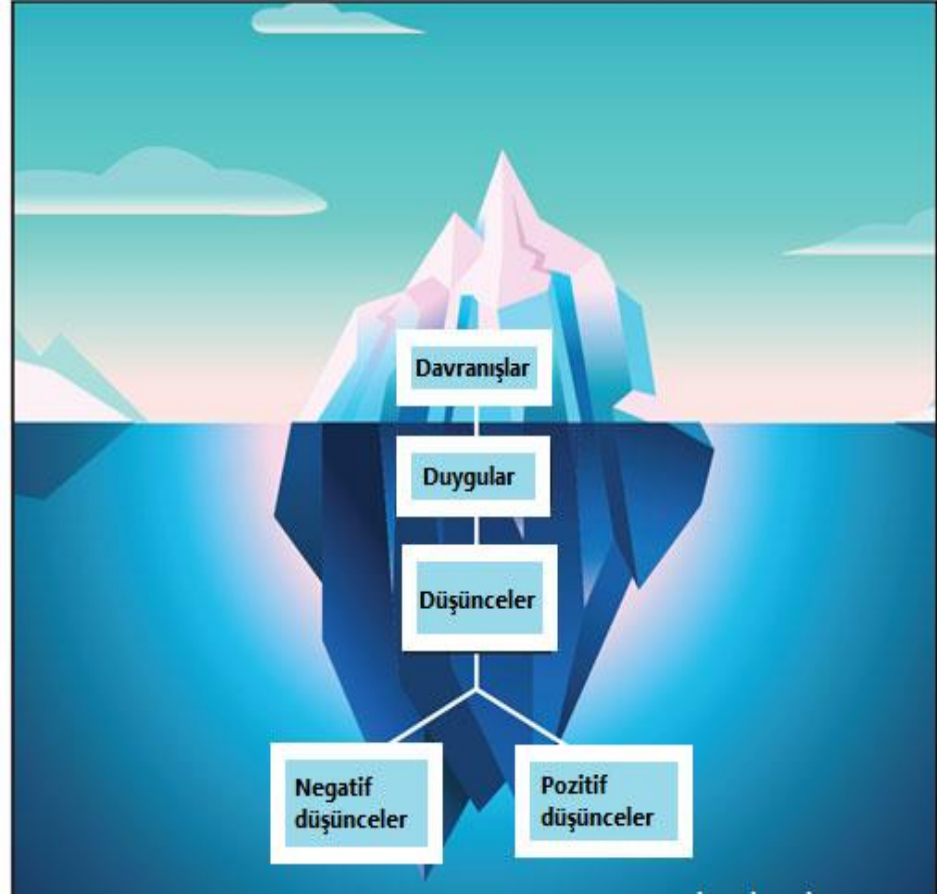 Davranışlar
Duygular
Düşünceler
Negatif
düşünceler
Pozitif
düşünceler